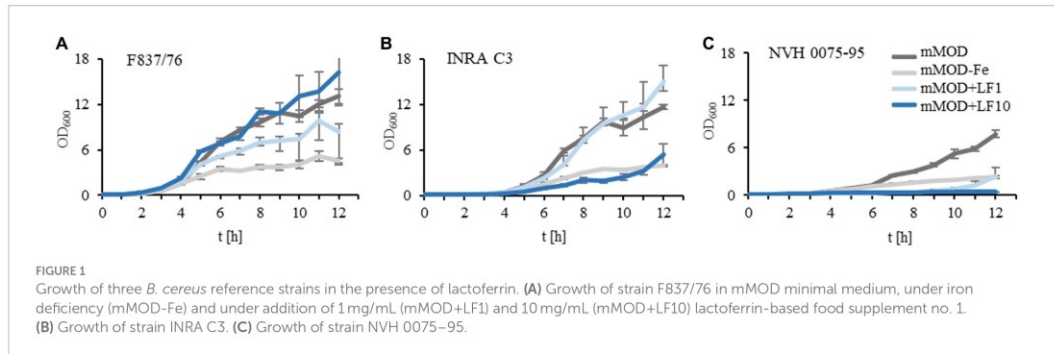 A
F837/76
18
12
6
0
OD600
0 2 4 6 8 10 12
t [h]
B
INRA C3
18
12
6
0
OD600
0 2 4 6 8 10 12
t [h]
C
NVH 0075-95
18
12
6
0
OD600
0 2 4 6 8 10 12
t [h]
mMOD
mMOD-Fe
mMOD+LF1
mMOD+LF10
FIGURE 1
Growth of three B. cereus reference strains in the presence of lactoferrin. (A) Growth of strain F837/76 in mMOD minimal medium, under iron
deficiency (mMOD-Fe) and under addition of 1 mg/mL (mMOD+LF1) and 10 mg/mL (mMOD+LF10) lactoferrin-based food supplement no. 1.
(B) Growth of strain INRA C3. (C) Growth of strain NVH 0075–95.